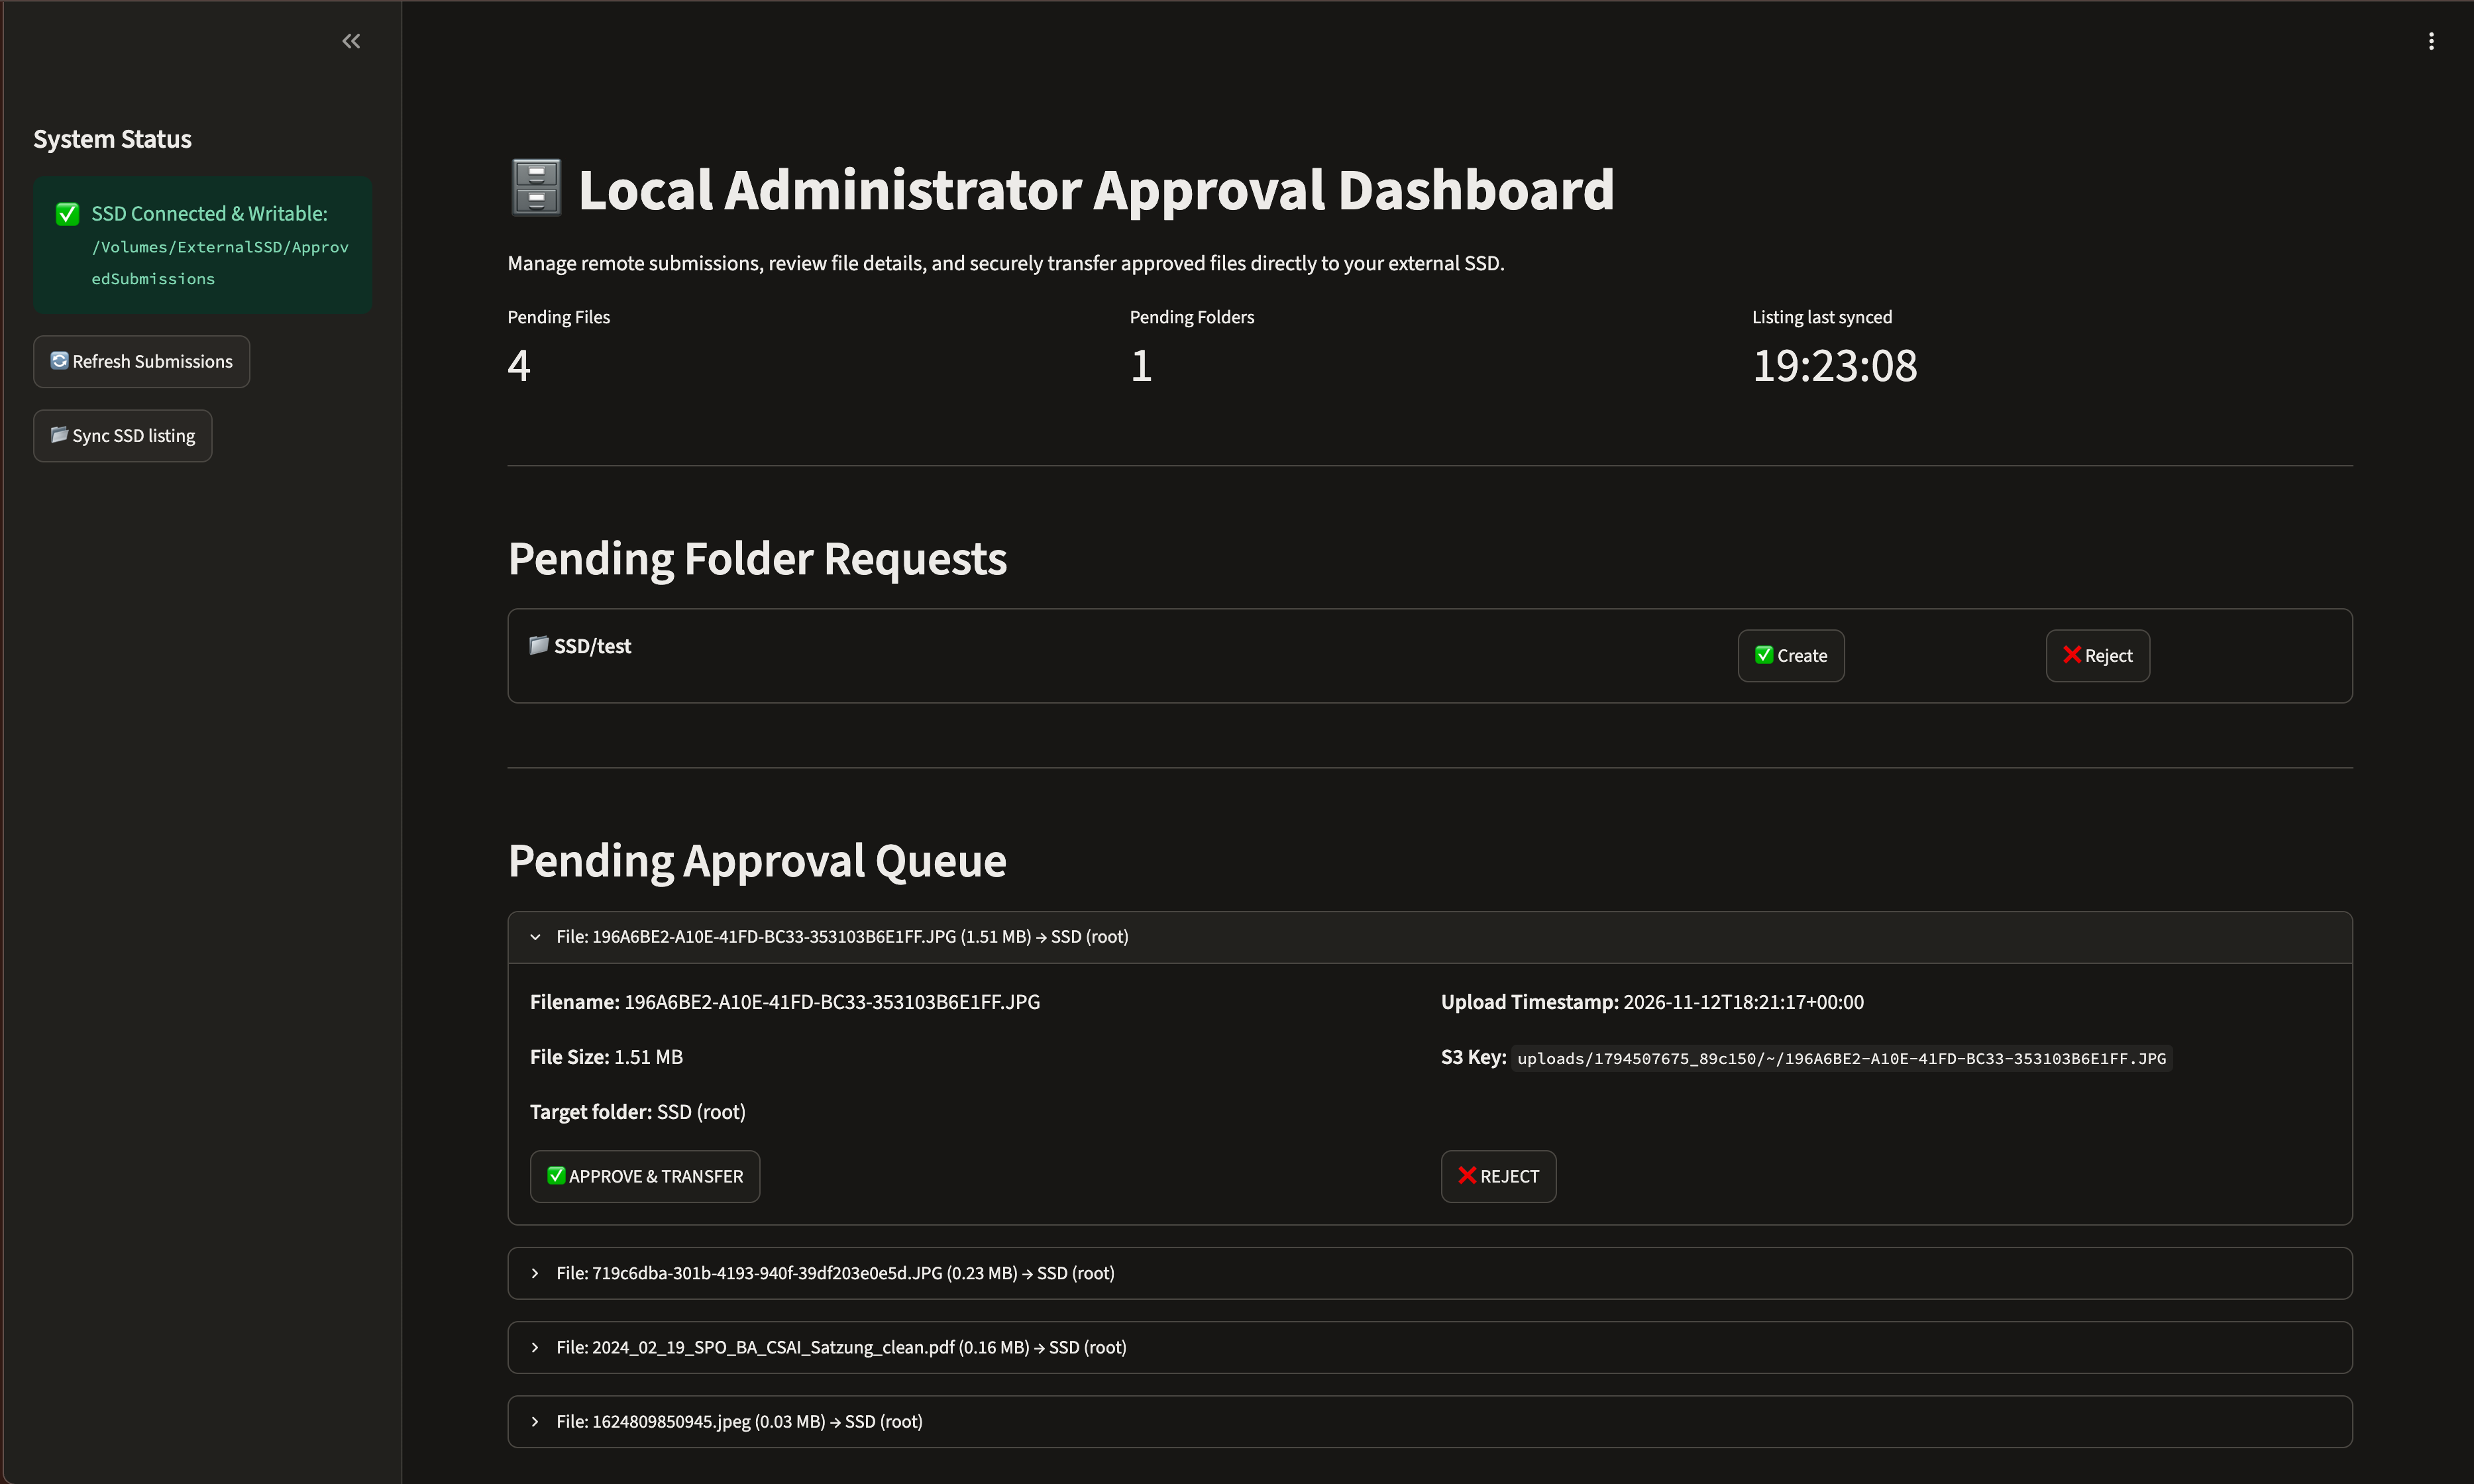 System Status
SSD Connected & Writable:
/Volumes/ExternalSSD/Approv
edSubmissions
Refresh Submissions
Sync SSD listing
Local Administrator Approval Dashboard
Manage remote submissions, review file details, and securely transfer approved files directly to your external SSD.
Pending Files
4
Pending Folders
1
Listing last synced
19:23:08
Pending Folder Requests
SSD/test
Create
Reject
Pending Approval Queue
File: 196A6BE2-A10E-41FD-BC33-353103B6E1FF.JPG (1.51 MB) → SSD (root)
Filename: 196A6BE2-A10E-41FD-BC33-353103B6E1FF.JPG
Upload Timestamp: 2026-11-12T18:21:17+00:00
File Size: 1.51 MB
S3 Key: uploads/1794507675_89c150/~/196A6BE2-A10E-41FD-BC33-353103B6E1FF.JPG
Target folder: SSD (root)
APPROVE & TRANSFER
REJECT
File: 719c6dba-301b-4193-940f-39df203e0e5d.JPG (0.23 MB) → SSD (root)
File: 2024_02_19_SPO_BA_CSAI_Satzung_clean.pdf (0.16 MB) → SSD (root)
File: 1624809850945.jpeg (0.03 MB) → SSD (root)